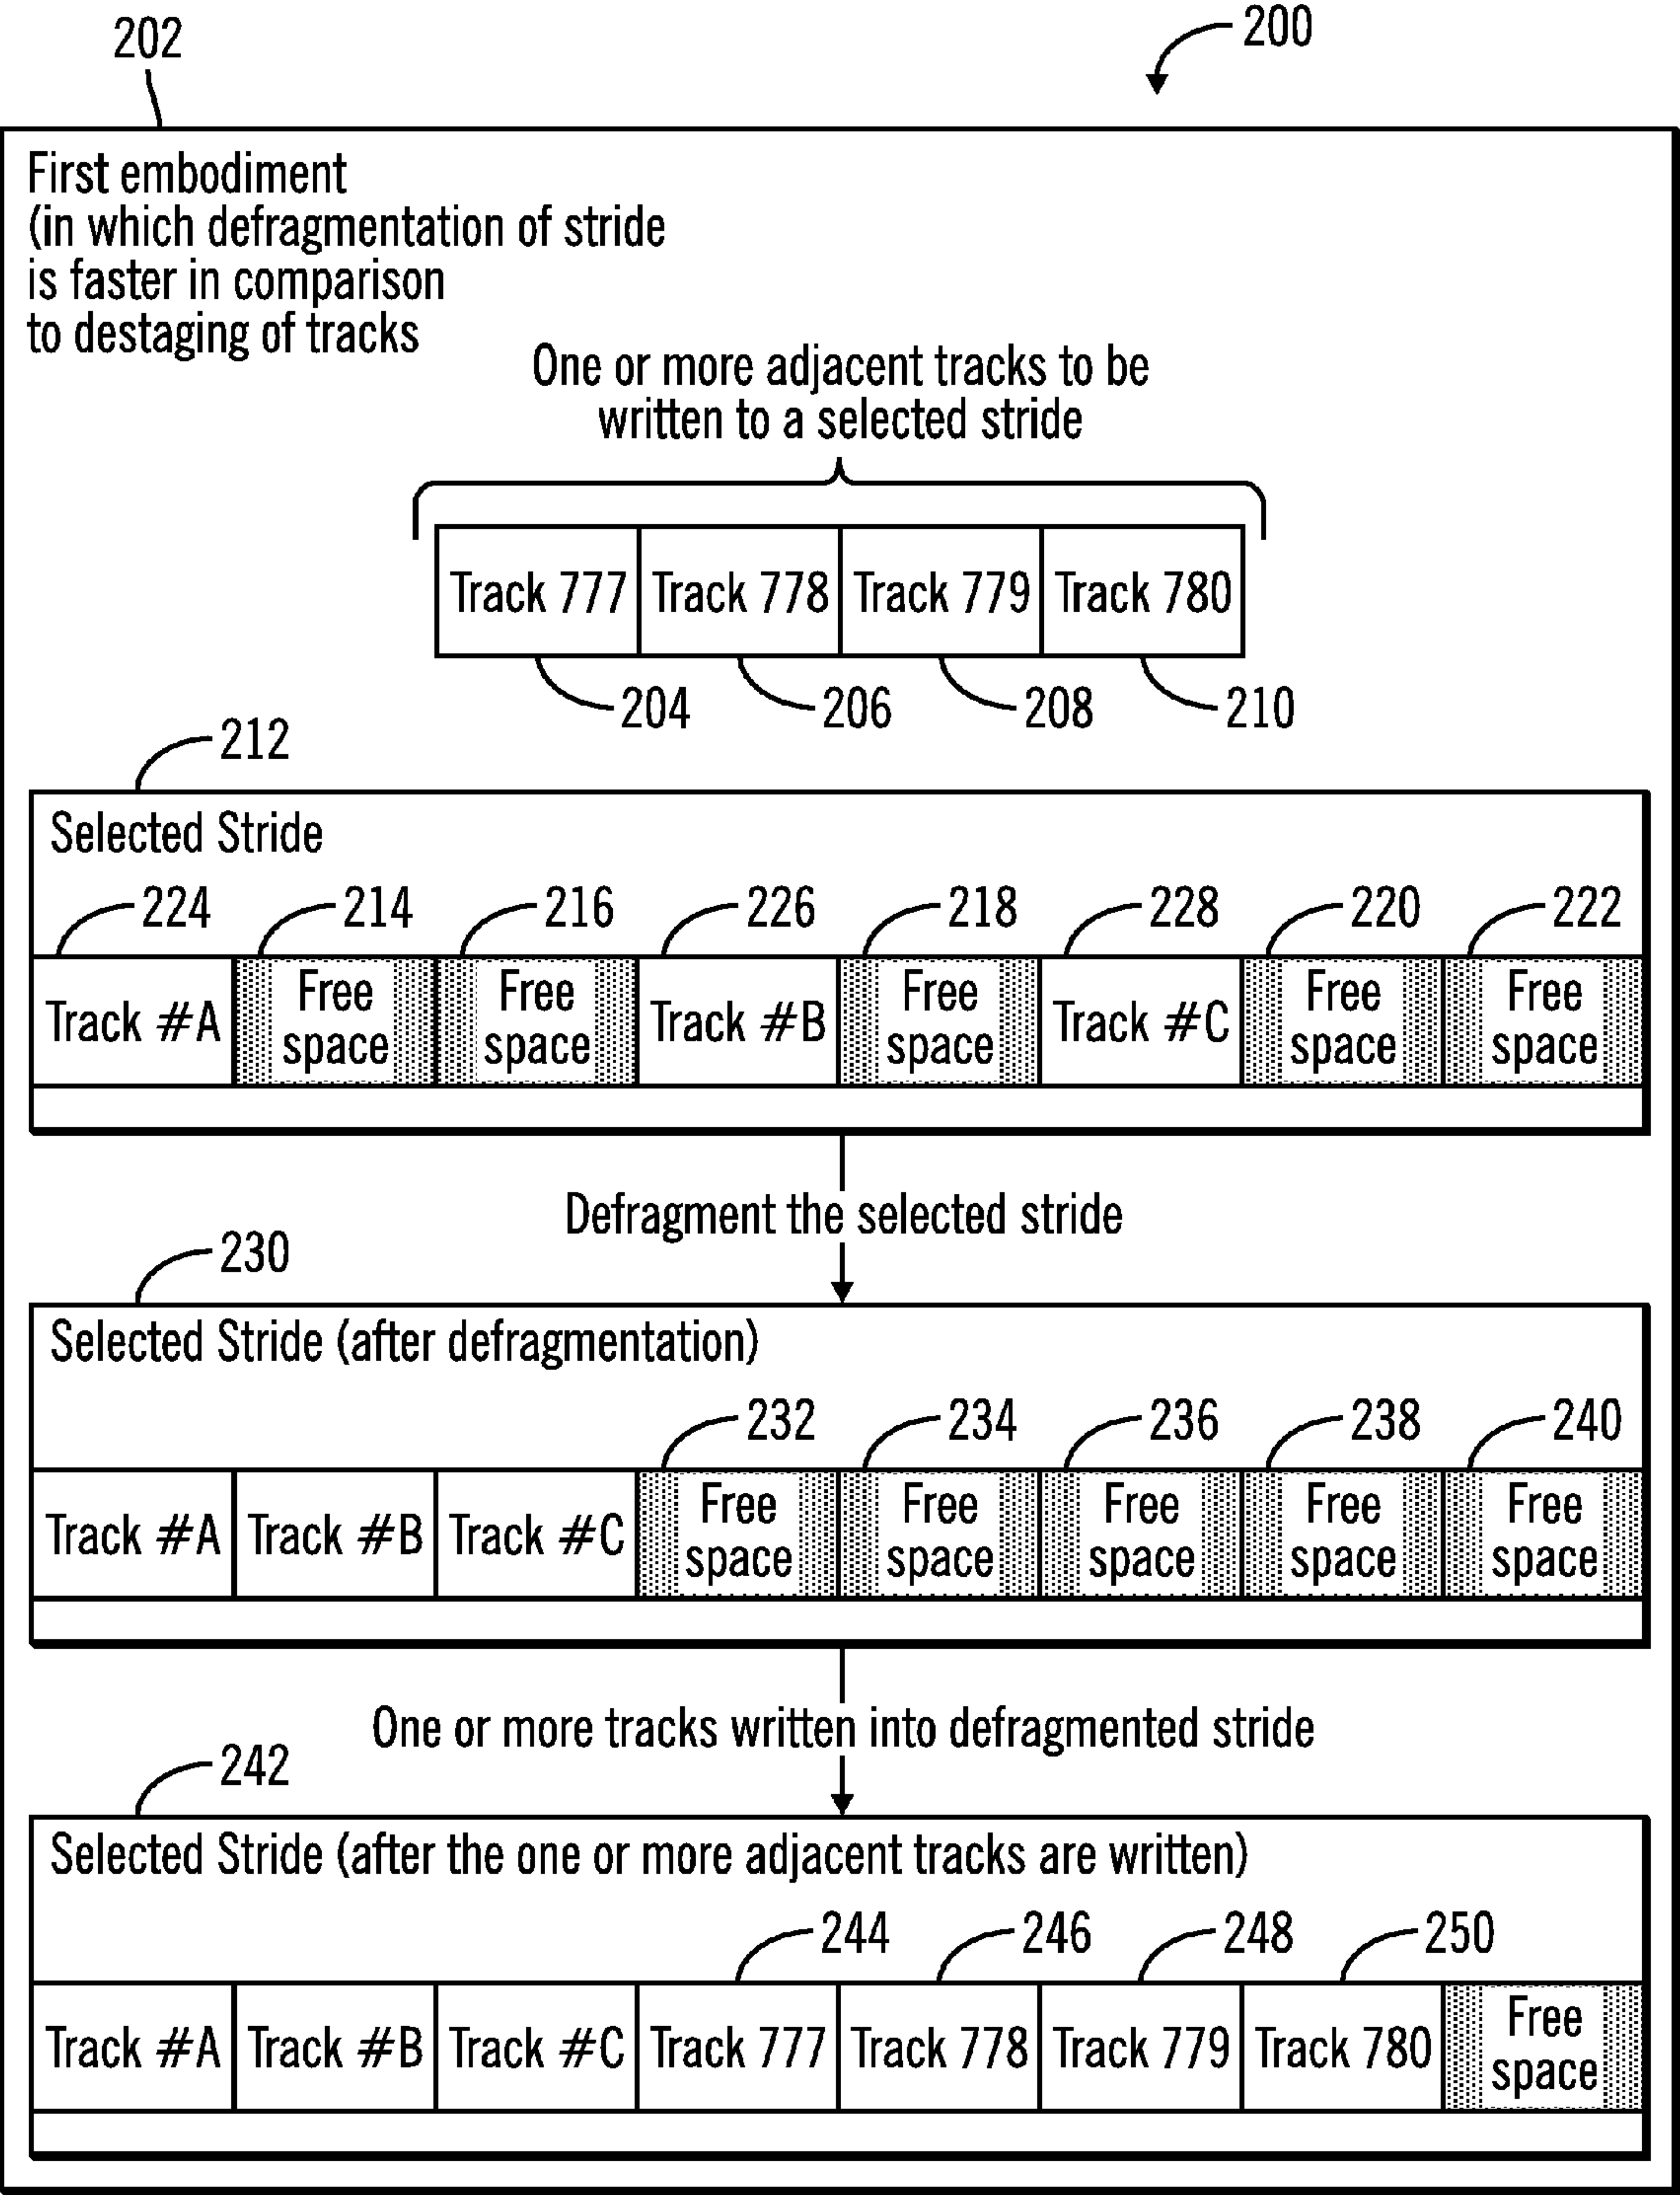 202
200
First embodiment
(in which defragmentation of stride
is faster in comparison
to destaging of tracks
One or more adjacent tracks to be
written to a selected stride
Track 777 Track 778 Track 779 Track 780
204 206 208 210
212
Selected Stride
224 214 216 226 218 228 220 222
Track #A Free space Free space Track #B Free space Track #C Free space Free space
Defragment the selected stride
230
Selected Stride (after defragmentation)
232 234 236 238 240
Track #A Track #B Track #C Free space Free space Free space Free space Free space
One or more tracks written into defragmented stride
242
Selected Stride (after the one or more adjacent tracks are written)
244 246 248 250
Track #A Track #B Track #C Track 777 Track 778 Track 779 Track 780 Free space